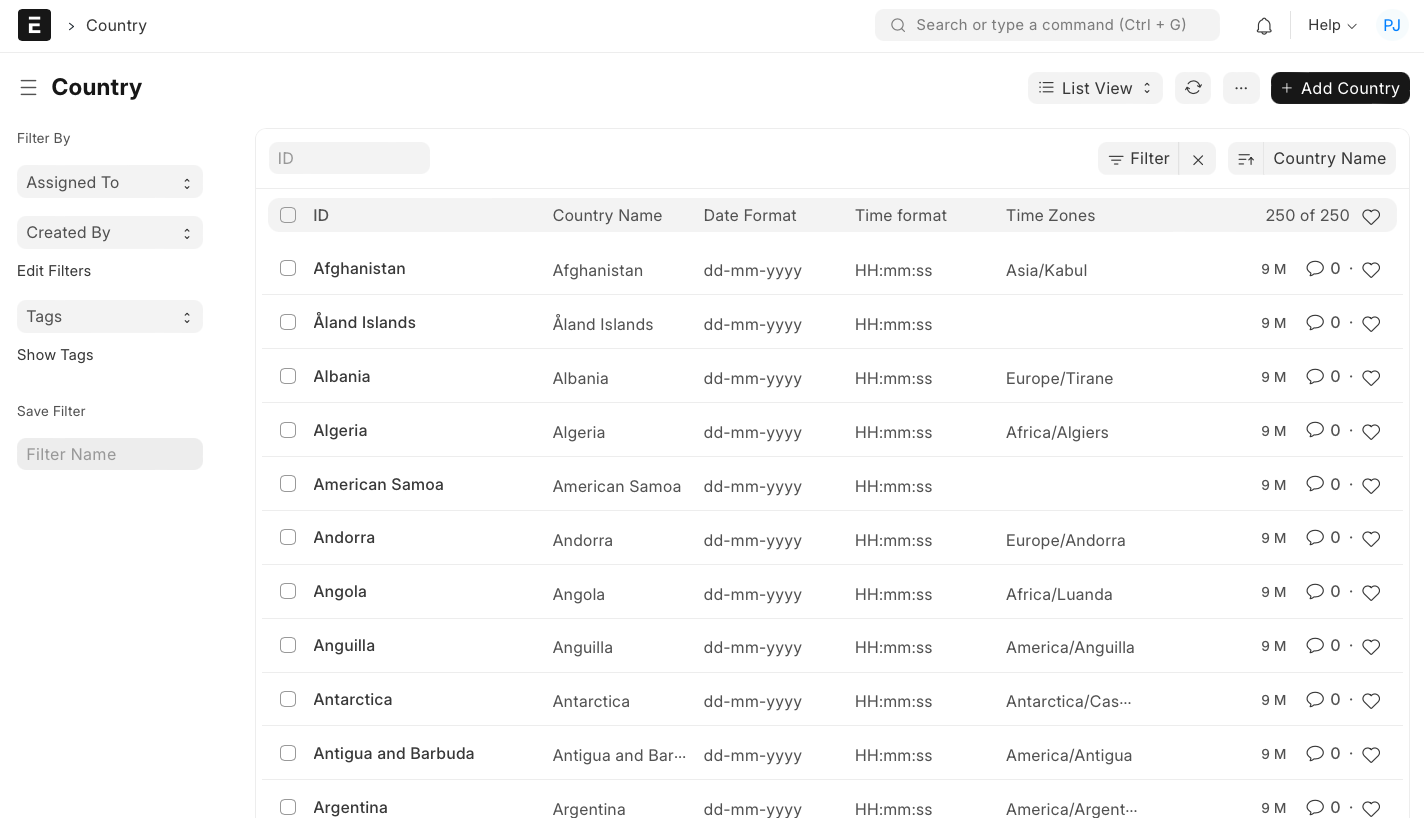 E > Country Search or type a command (Ctrl + G) Help PJ
Country List View ··· + Add Country
Filter By
Assigned To
Created By
Edit Filters
Tags
Show Tags
Save Filter
Filter Name
ID Filter Country Name
ID Country Name Date Format Time format Time Zones 250 of 250
Afghanistan Afghanistan dd-mm-yyyy HH:mm:ss Asia/Kabul 9 M 0 ·
Åland Islands Åland Islands dd-mm-yyyy HH:mm:ss 9 M 0 ·
Albania Albania dd-mm-yyyy HH:mm:ss Europe/Tirane 9 M 0 ·
Algeria Algeria dd-mm-yyyy HH:mm:ss Africa/Algiers 9 M 0 ·
American Samoa American Samoa dd-mm-yyyy HH:mm:ss 9 M 0 ·
Andorra Andorra dd-mm-yyyy HH:mm:ss Europe/Andorra 9 M 0 ·
Angola Angola dd-mm-yyyy HH:mm:ss Africa/Luanda 9 M 0 ·
Anguilla Anguilla dd-mm-yyyy HH:mm:ss America/Anguilla 9 M 0 ·
Antarctica Antarctica dd-mm-yyyy HH:mm:ss Antarctica/Cas··· 9 M 0 ·
Antigua and Barbuda Antigua and Bar··· dd-mm-yyyy HH:mm:ss America/Antigua 9 M 0 ·
Argentina Argentina dd-mm-yyyy HH:mm:ss America/Argent··· 9 M 0 ·